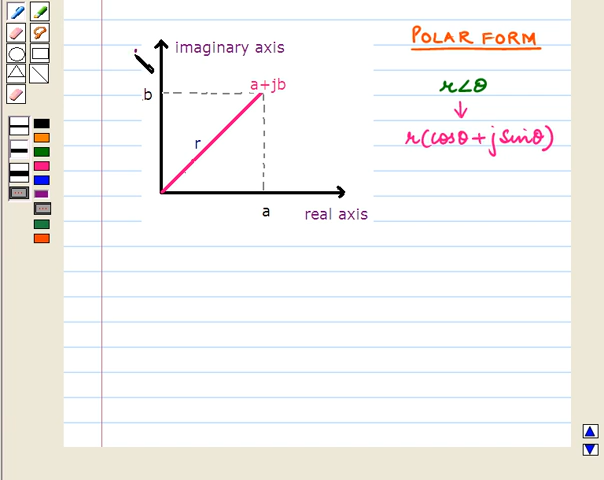 POLAR FORM
imaginary axis
r∠θ
b
a+jb
r(cosθ + j sinθ)
r
a
real axis